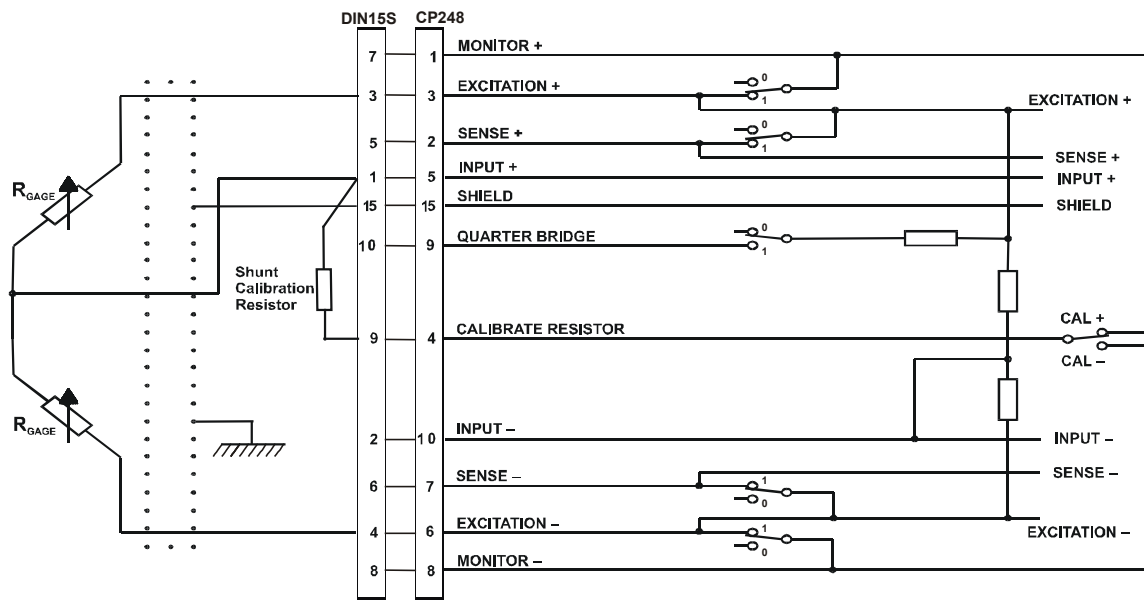 DIN15S CP248
7 1 MONITOR +
3 3 EXCITATION + 0 1 EXCITATION +
5 2 SENSE + 0 1 SENSE +
1 5 INPUT + INPUT +
15 15 SHIELD SHIELD
10 9 QUARTER BRIDGE 0 1
RGAGE
Shunt
Calibration
Resistor
9 4 CALIBRATE RESISTOR CAL +
CAL –
RGAGE
2 10 INPUT – INPUT –
6 7 SENSE – 1 0 SENSE –
4 6 EXCITATION – 1 0 EXCITATION –
8 8 MONITOR –